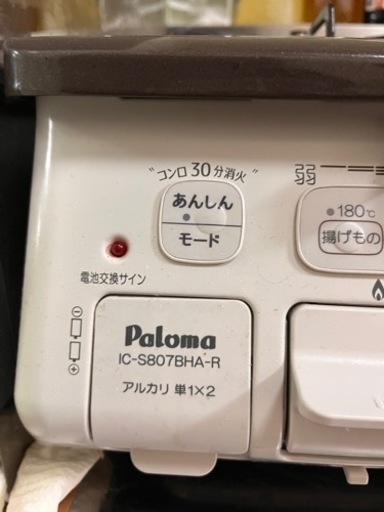 "コンロ30分消火"
あんしん
モード
弱
180℃
揚げもの
電池交換サイン
Paloma
IC-S807BHA-R
アルカリ 単1×2